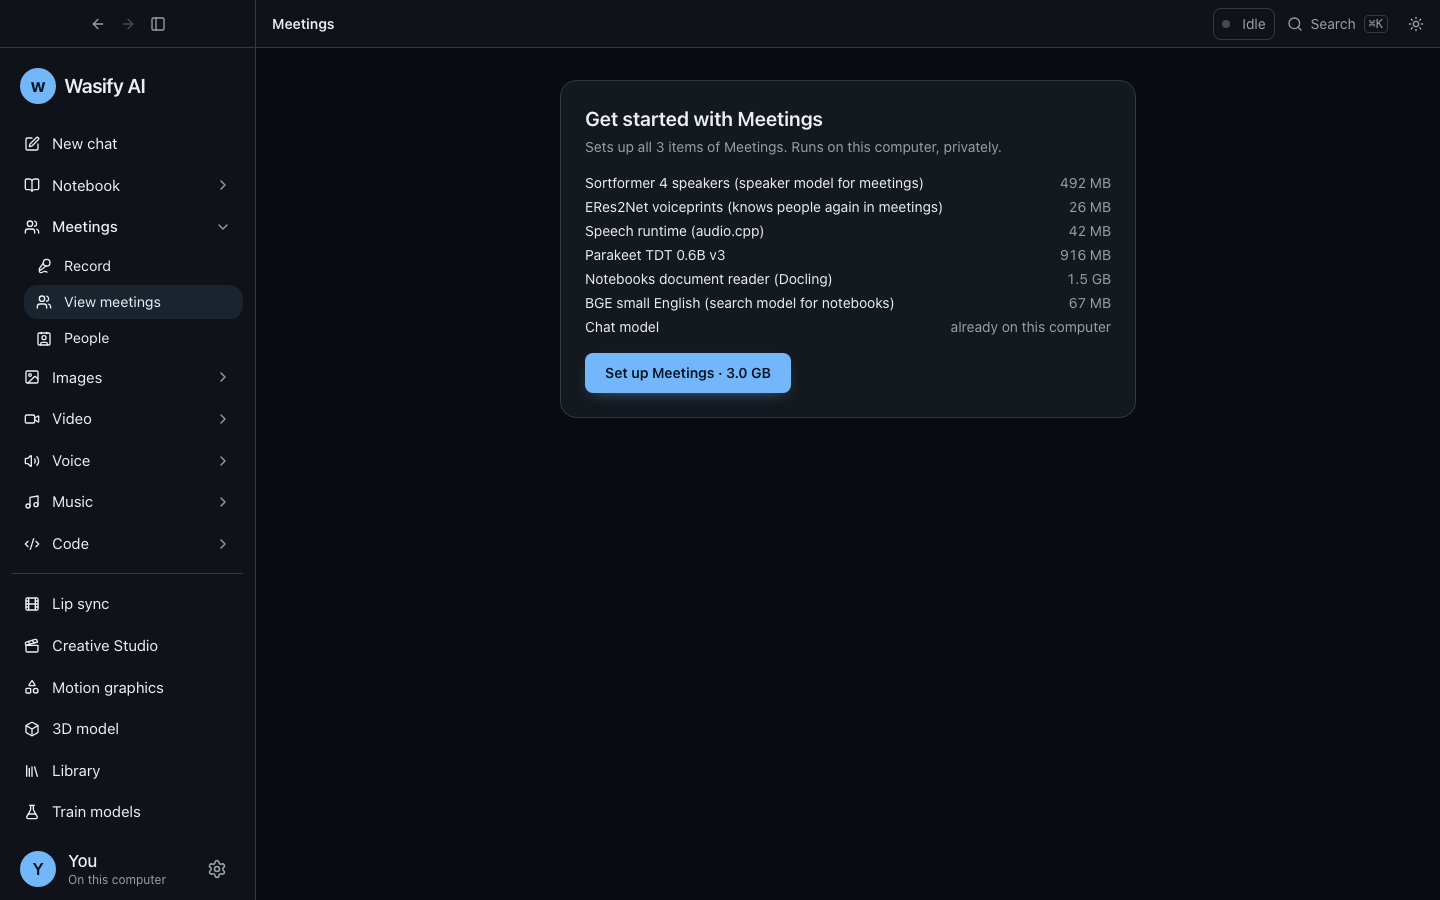 Meetings
Idle
Search
⌘K
w
Wasify AI
New chat
Notebook
Meetings
Record
View meetings
People
Images
Video
Voice
Music
Code
Lip sync
Creative Studio
Motion graphics
3D model
Library
Train models
Y
You
On this computer
Get started with Meetings
Sets up all 3 items of Meetings. Runs on this computer, privately.
Sortformer 4 speakers (speaker model for meetings) 492 MB
ERes2Net voiceprints (knows people again in meetings) 26 MB
Speech runtime (audio.cpp) 42 MB
Parakeet TDT 0.6B v3 916 MB
Notebooks document reader (Docling) 1.5 GB
BGE small English (search model for notebooks) 67 MB
Chat model already on this computer
Set up Meetings · 3.0 GB